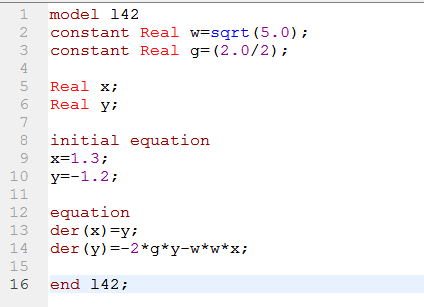 1 model l42
2 constant Real w=sqrt(5.0);
3 constant Real g=(2.0/2);
4
5 Real x;
6 Real y;
7
8 initial equation
9 x=1.3;
10 y=-1.2;
11
12 equation
13 der(x)=y;
14 der(y)=-2*g*y-w*w*x;
15
16 end l42;